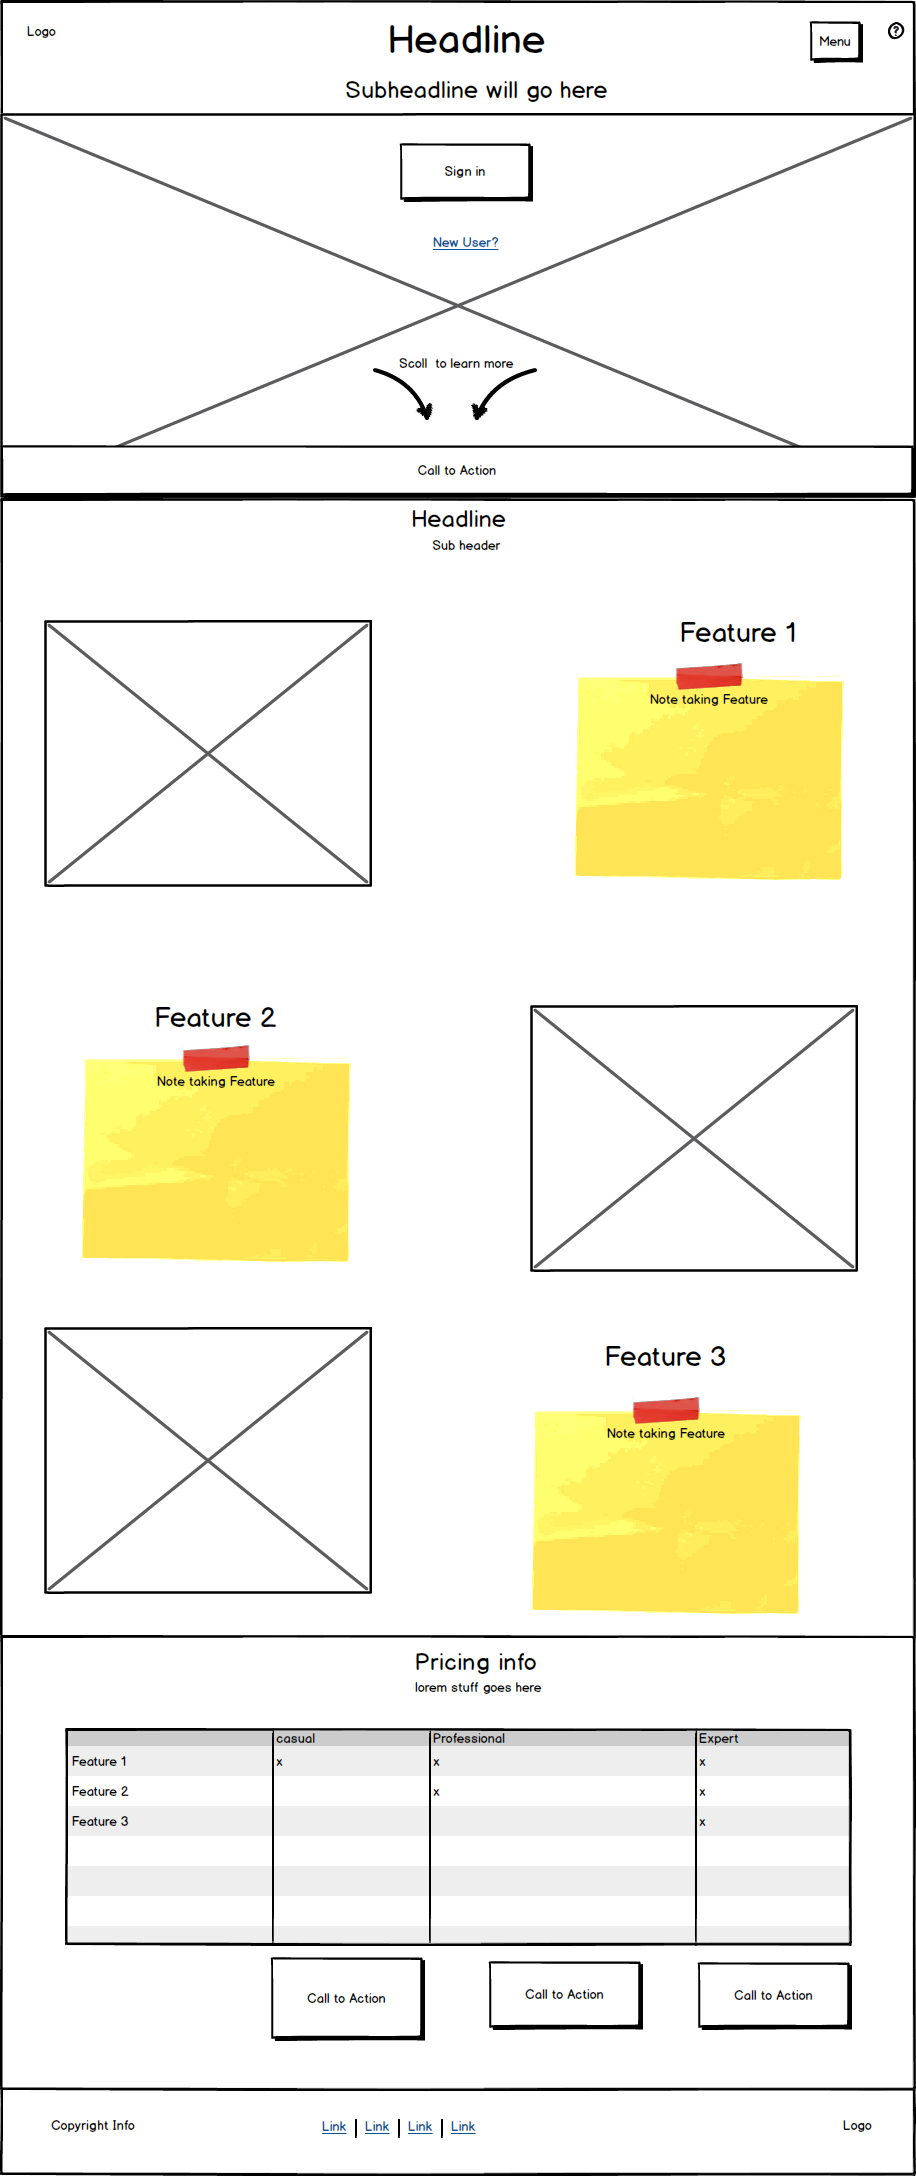 Logo
Headline
Menu
?
Subheadline will go here
Sign in
New User?
Scoll to learn more
Call to Action
Headline
Sub header
Feature 1
Note taking Feature
Feature 2
Note taking Feature
Feature 3
Note taking Feature
Pricing info
lorem stuff goes here
casual Professional Expert
Feature 1 x x x
Feature 2 x x
Feature 3 x
Call to Action Call to Action Call to Action
Copyright Info Link | Link | Link | Link Logo